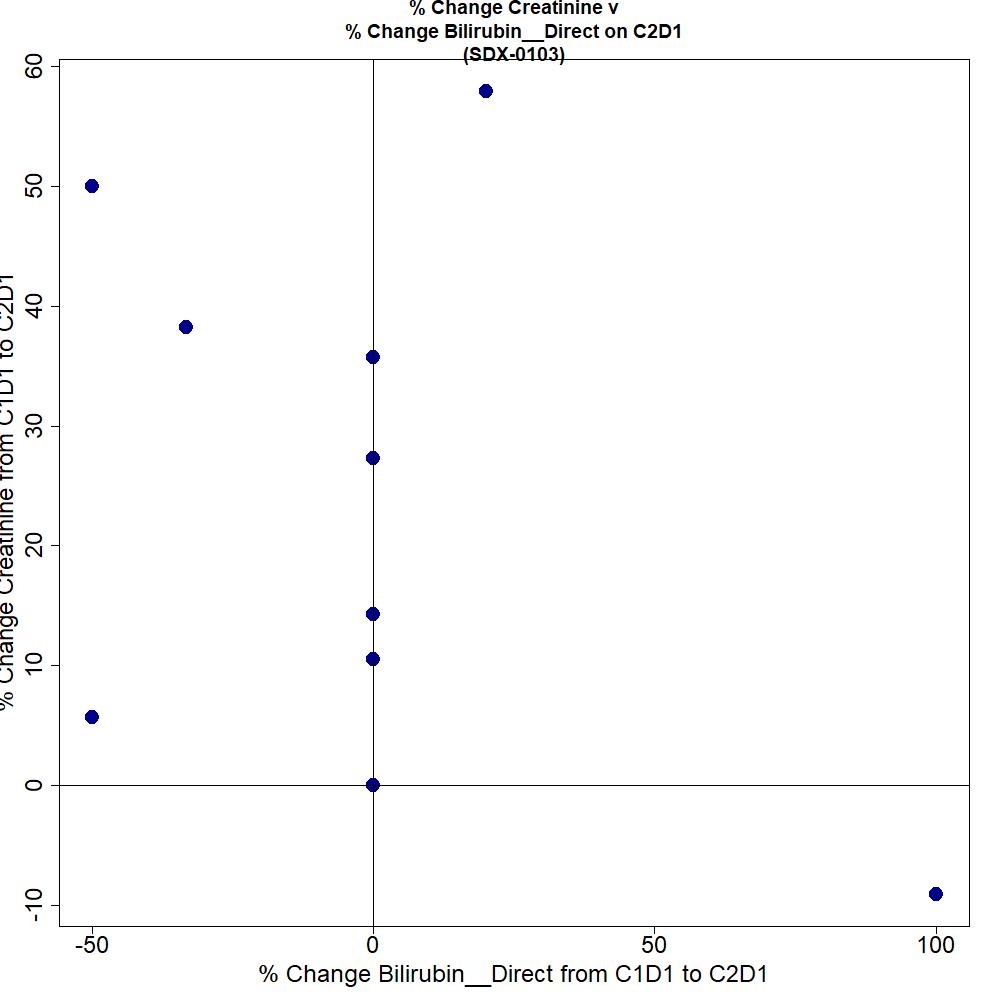 % Change Creatinine v
% Change Bilirubin__Direct on C2D1
(SDX-0103)
% Change Creatinine from C1D1 to C2D1
60
50
40
30
20
10
0
-10
-50
0
50
100
% Change Bilirubin__Direct from C1D1 to C2D1